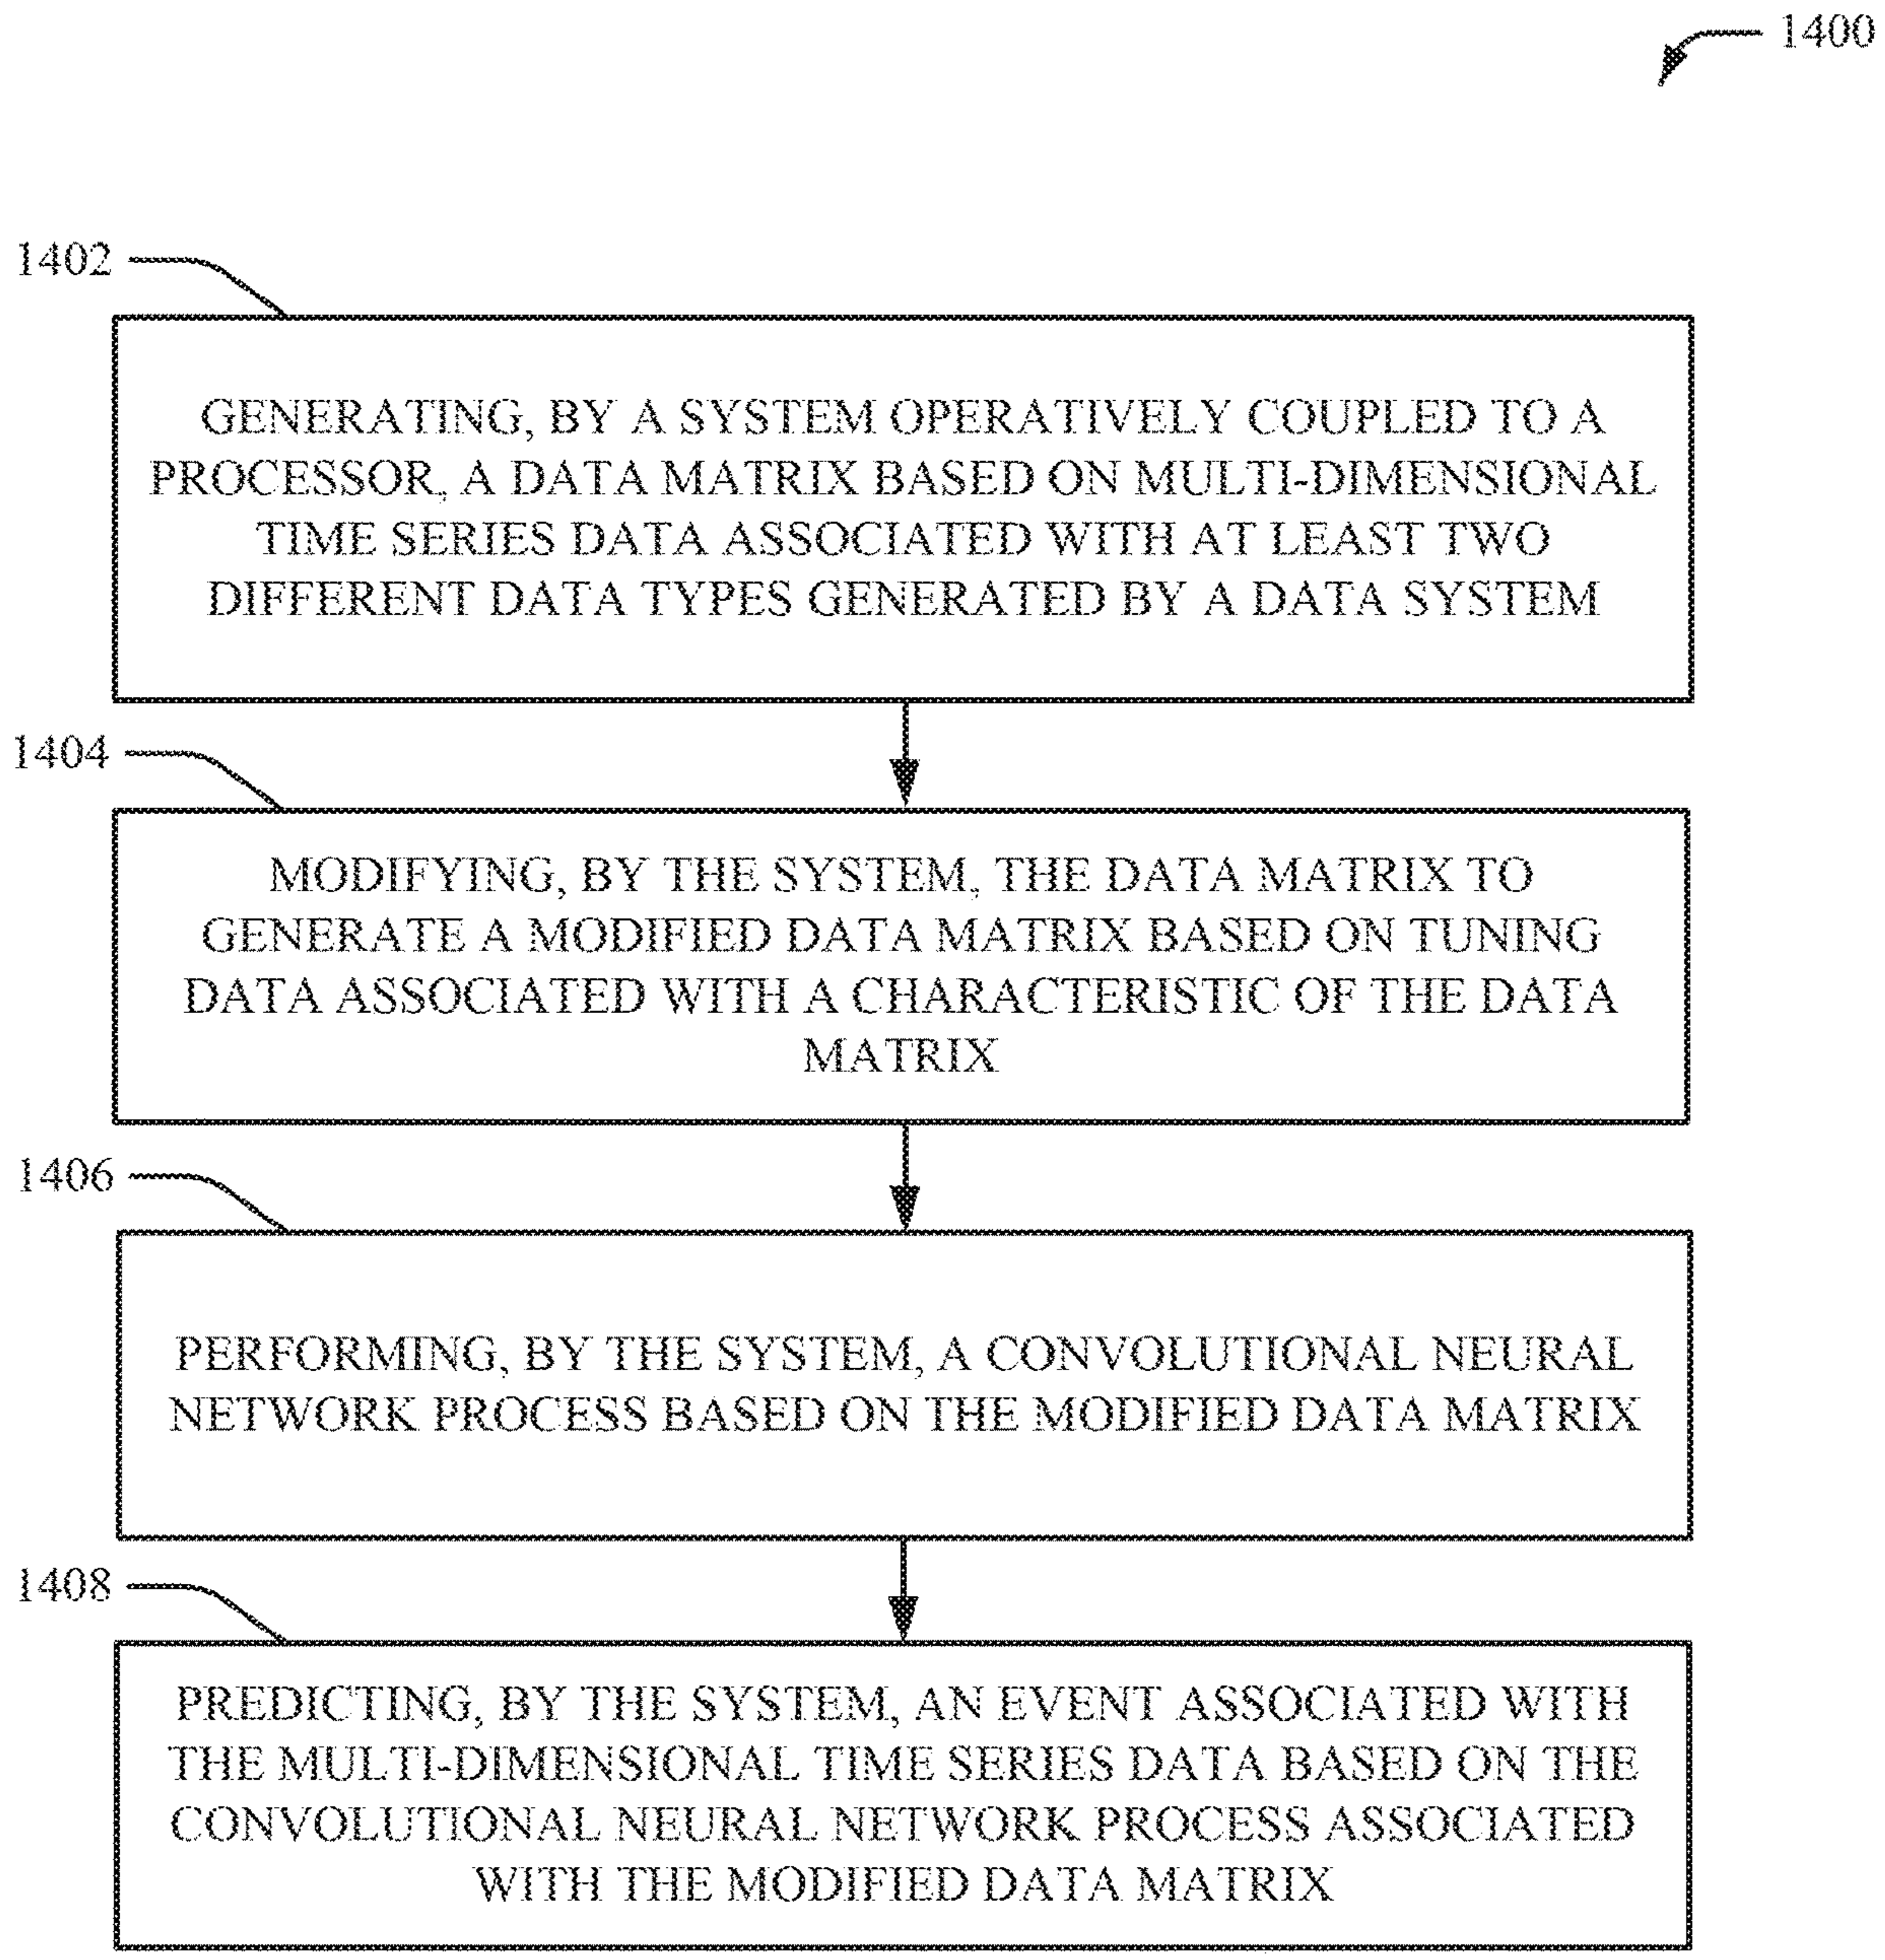 1400
1402
GENERATING, BY A SYSTEM OPERATIVELY COUPLED TO A
PROCESSOR, A DATA MATRIX BASED ON MULTI-DIMENSIONAL
TIME SERIES DATA ASSOCIATED WITH AT LEAST TWO
DIFFERENT DATA TYPES GENERATED BY A DATA SYSTEM
1404
MODIFYING, BY THE SYSTEM, THE DATA MATRIX TO
GENERATE A MODIFIED DATA MATRIX BASED ON TUNING
DATA ASSOCIATED WITH A CHARACTERISTIC OF THE DATA
MATRIX
1406
PERFORMING, BY THE SYSTEM, A CONVOLUTIONAL NEURAL
NETWORK PROCESS BASED ON THE MODIFIED DATA MATRIX
1408
PREDICTING, BY THE SYSTEM, AN EVENT ASSOCIATED WITH
THE MULTI-DIMENSIONAL TIME SERIES DATA BASED ON THE
CONVOLUTIONAL NEURAL NETWORK PROCESS ASSOCIATED
WITH THE MODIFIED DATA MATRIX